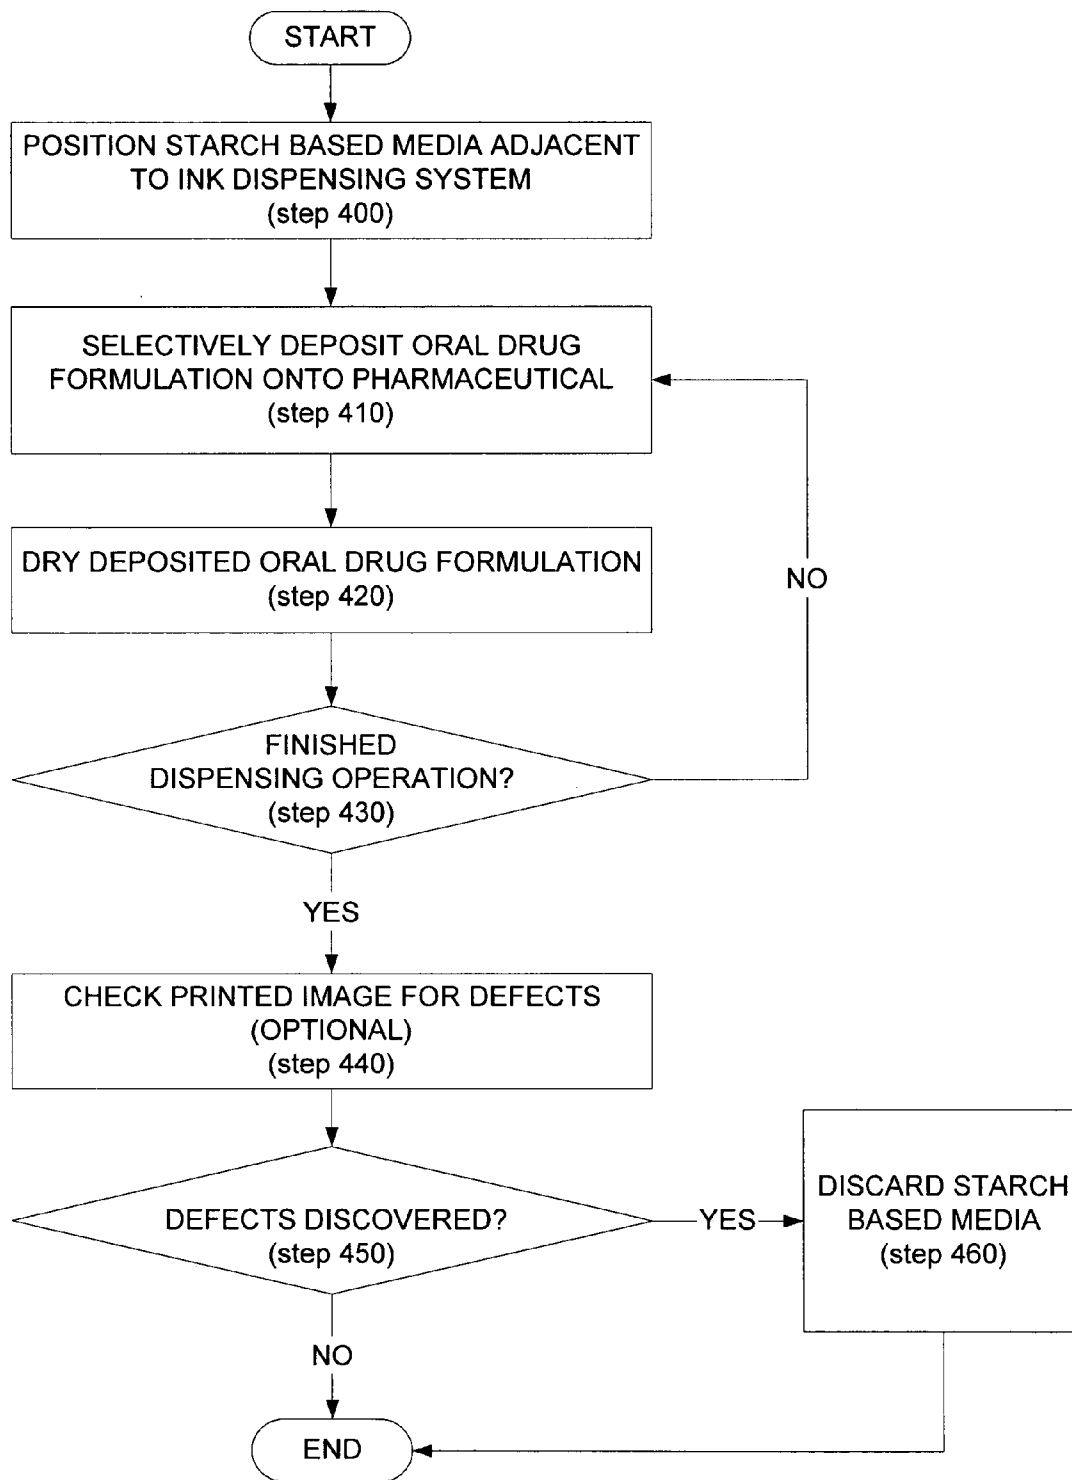 START
POSITION STARCH BASED MEDIA ADJACENT
TO INK DISPENSING SYSTEM
(step 400)
SELECTIVELY DEPOSIT ORAL DRUG
FORMULATION ONTO PHARMACEUTICAL
(step 410)
DRY DEPOSITED ORAL DRUG FORMULATION
(step 420)
NO
FINISHED
DISPENSING OPERATION?
(step 430)
YES
CHECK PRINTED IMAGE FOR DEFECTS
(OPTIONAL)
(step 440)
DEFECTS DISCOVERED?
(step 450)
YES
DISCARD STARCH
BASED MEDIA
(step 460)
NO
END